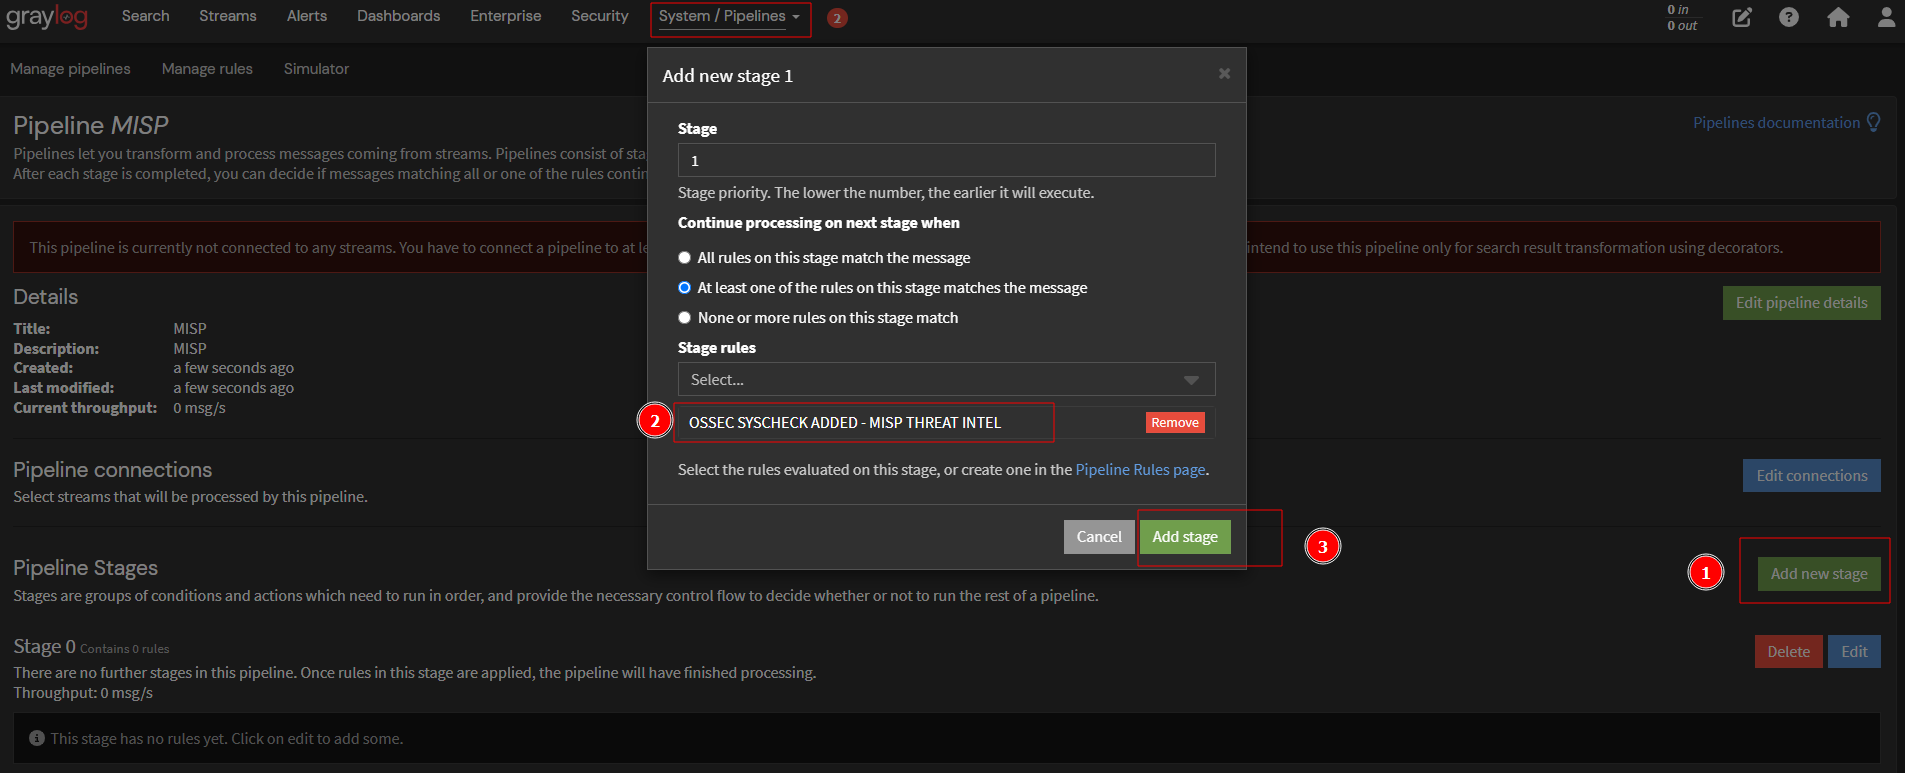 graylog
Search
Streams
Alerts
Dashboards
Enterprise
Security
System / Pipelines
2
0 in
0 out
Manage pipelines
Manage rules
Simulator
Pipeline MISP
Pipelines documentation
Pipelines let you transform and process messages coming from streams. Pipelines consist of sta
After each stage is completed, you can decide if messages matching all or one of the rules contin
This pipeline is currently not connected to any streams. You have to connect a pipeline to at le
intend to use this pipeline only for search result transformation using decorators.
Details
Edit pipeline details
Title: MISP
Description: MISP
Created: a few seconds ago
Last modified: a few seconds ago
Current throughput: 0 msg/s
Pipeline connections
Select streams that will be processed by this pipeline.
Edit connections
Pipeline Stages
Stages are groups of conditions and actions which need to run in order, and provide the necessary control flow to decide whether or not to run the rest of a pipeline.
1
Add new stage
Stage 0 Contains 0 rules
There are no further stages in this pipeline. Once rules in this stage are applied, the pipeline will have finished processing.
Throughput: 0 msg/s
Delete
Edit
This stage has no rules yet. Click on edit to add some.
Add new stage 1
×
Stage
1
Stage priority. The lower the number, the earlier it will execute.
Continue processing on next stage when
All rules on this stage match the message
At least one of the rules on this stage matches the message
None or more rules on this stage match
Stage rules
Select...
2
OSSEC SYSCHECK ADDED - MISP THREAT INTEL
Remove
Select the rules evaluated on this stage, or create one in the Pipeline Rules page.
Cancel
Add stage
3